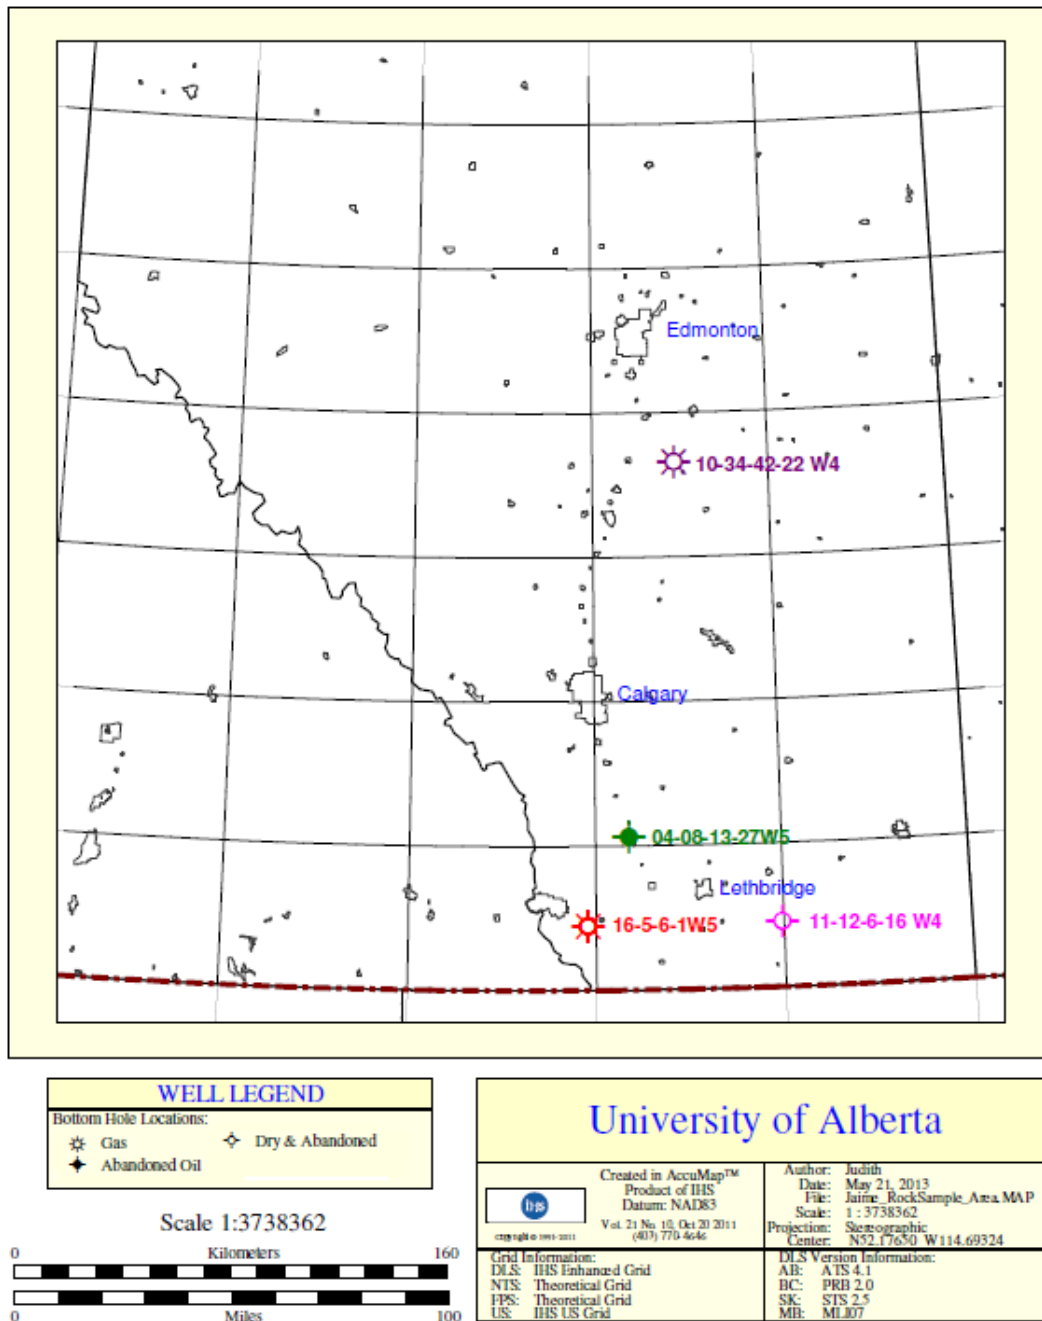 Edmonton
10-34-42-22 W4
Calgary
04-08-13-27W5
Lethbridge
16-5-6-1W5
11-12-6-16 W4
WELL LEGEND
Bottom Hole Locations:
Gas
Dry & Abandoned
Abandoned Oil
Scale 1:3738362
0 Kilometers 160
0 Miles 100
University of Alberta
IHS
copyright © 1991-2011
Created in AccuMap™
Product of IHS
Datum: NAD83
Vol. 21 No. 10, Oct 20 2011
(403) 770-4646
Author: Judith
Date: May 21, 2013
File: Jaime_RockSample_Area.MAP
Scale: 1 : 3738362
Projection: Stereographic
Center: N52.17650 W114.69324
Grid Information:
DLS: IHS Enhanced Grid
NTS: Theoretical Grid
FPS: Theoretical Grid
US: IHS US Grid
DLS Version Information:
AB: ATS 4.1
BC: PRB 2.0
SK: STS 2.5
MB: MLI07